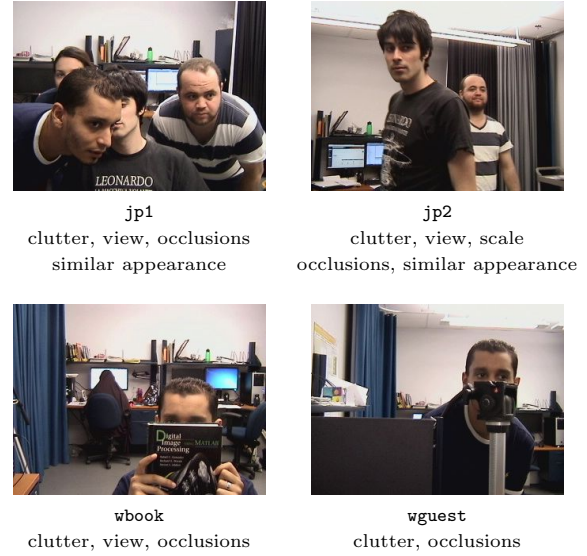 LEONARDO
jp1
clutter, view, occlusions
similar appearance
LEONARDO
jp2
clutter, view, scale
occlusions, similar appearance
Digital
Image
Processing
MATLAB
wbook
clutter, view, occlusions
wguest
clutter, occlusions